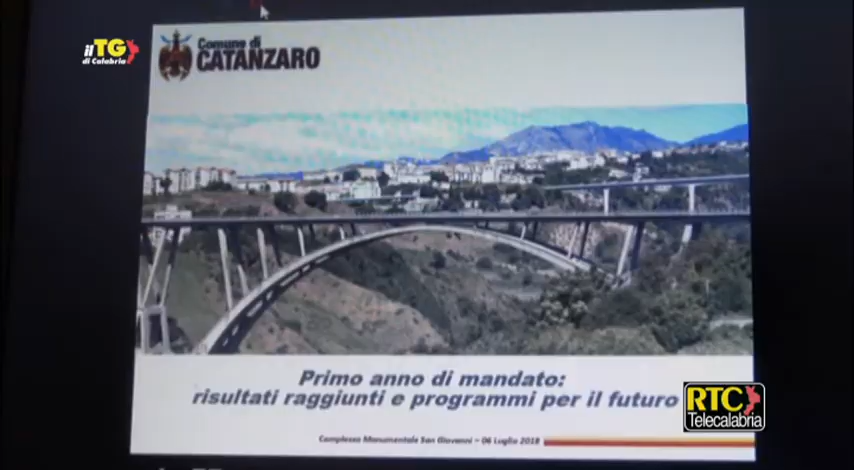 ilTG
di Calabria
Comune di
CATANZARO
Primo anno di mandato:
risultati raggiunti e programmi per il futuro
Complesso Monumentale San Giovanni – 06 Luglio 2018
RTC
Telecalabria